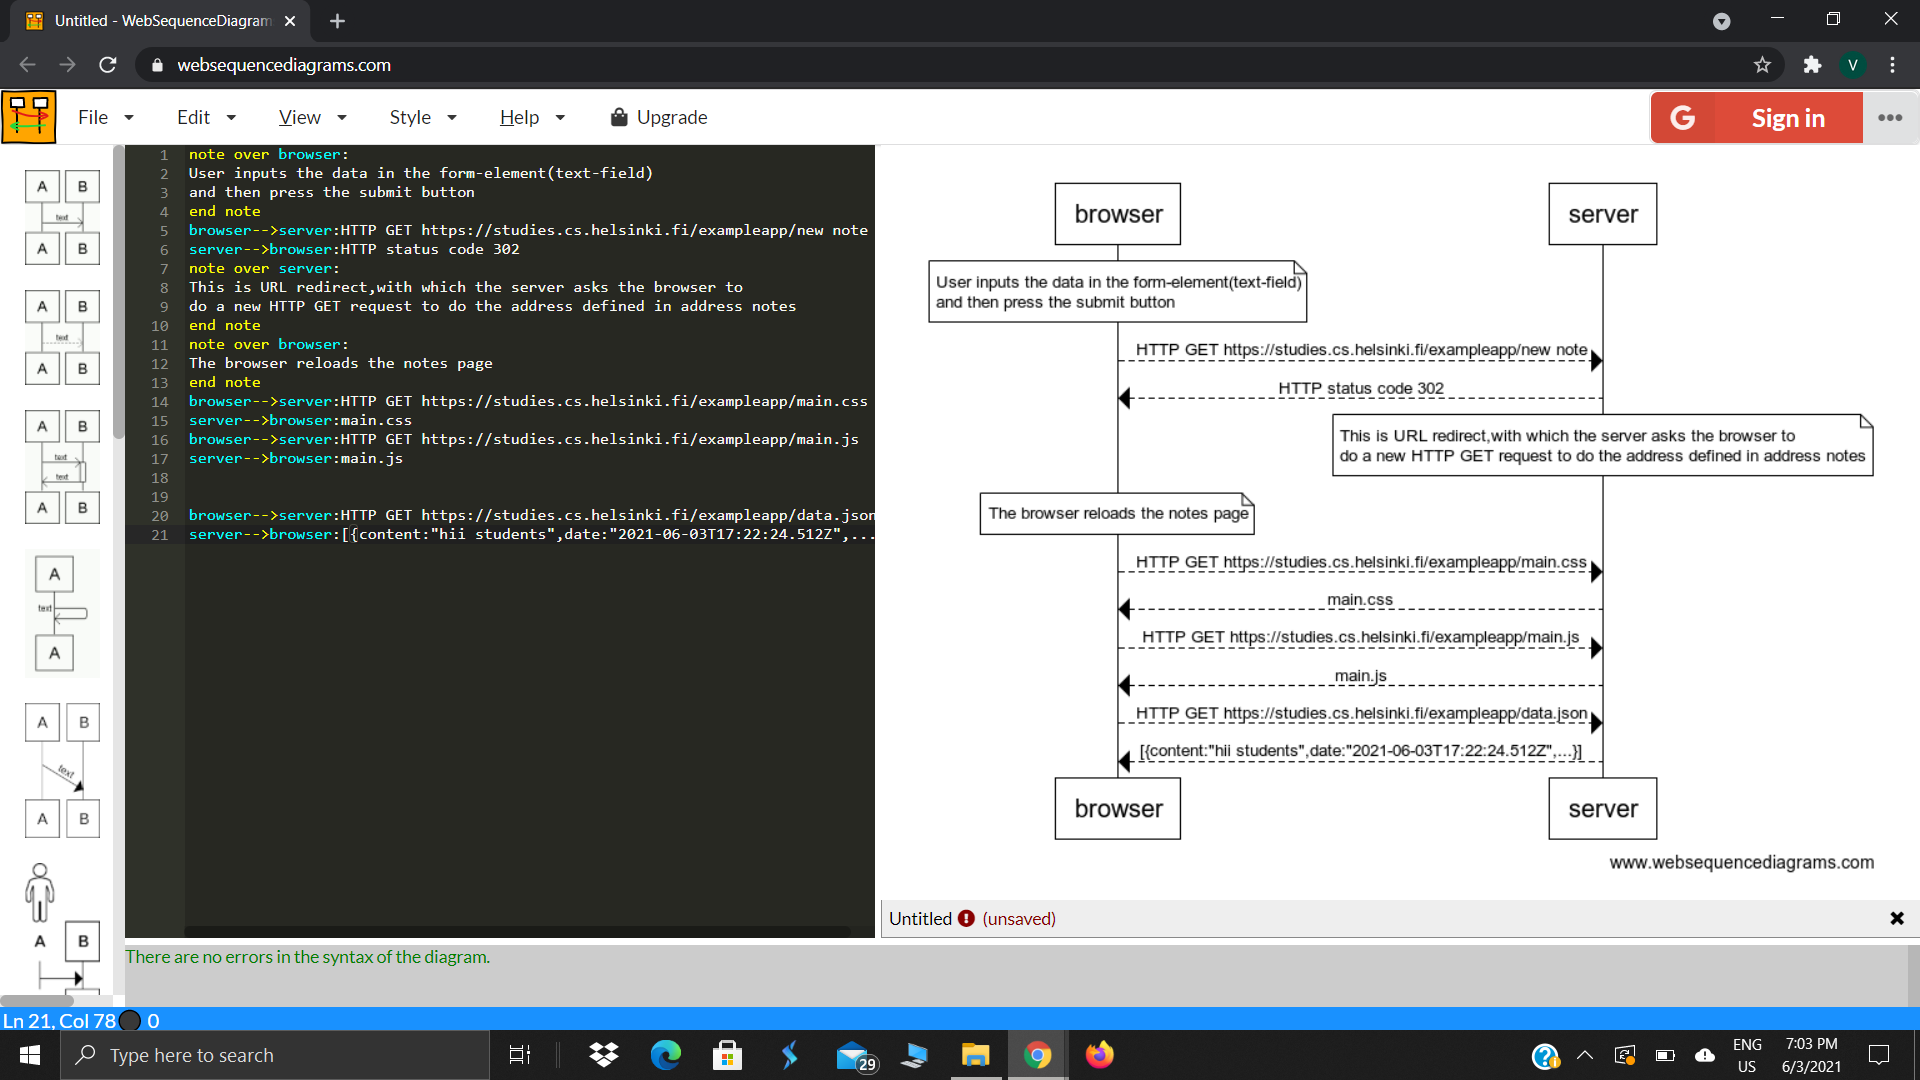 Untitled - WebSequenceDiagram
websequencediagrams.com
V
File Edit View Style Help Upgrade
G Sign in
A B
text
A B
A B
text
A B
A B
text
text
A B
A
text
A
A B
text
A B
A B
1 note over browser:
2 User inputs the data in the form-element(text-field)
3 and then press the submit button
4 end note
5 browser-->server:HTTP GET https://studies.cs.helsinki.fi/exampleapp/new note
6 server-->browser:HTTP status code 302
7 note over server:
8 This is URL redirect,with which the server asks the browser to
9 do a new HTTP GET request to do the address defined in address notes
10 end note
11 note over browser:
12 The browser reloads the notes page
13 end note
14 browser-->server:HTTP GET https://studies.cs.helsinki.fi/exampleapp/main.css
15 server-->browser:main.css
16 browser-->server:HTTP GET https://studies.cs.helsinki.fi/exampleapp/main.js
17 server-->browser:main.js
18
19
20 browser-->server:HTTP GET https://studies.cs.helsinki.fi/exampleapp/data.json
21 server-->browser:[{content:"hii students",date:"2021-06-03T17:22:24.512Z",...
browser server
User inputs the data in the form-element(text-field)
and then press the submit button
HTTP GET https://studies.cs.helsinki.fi/exampleapp/new note
HTTP status code 302
This is URL redirect,with which the server asks the browser to
do a new HTTP GET request to do the address defined in address notes
The browser reloads the notes page
HTTP GET https://studies.cs.helsinki.fi/exampleapp/main.css
main.css
HTTP GET https://studies.cs.helsinki.fi/exampleapp/main.js
main.js
HTTP GET https://studies.cs.helsinki.fi/exampleapp/data.json
[{content:"hii students",date:"2021-06-03T17:22:24.512Z",...}]
browser server
www.websequencediagrams.com
Untitled (unsaved)
There are no errors in the syntax of the diagram.
Ln 21, Col 78 0
Type here to search
29
ENG
US
7:03 PM
6/3/2021